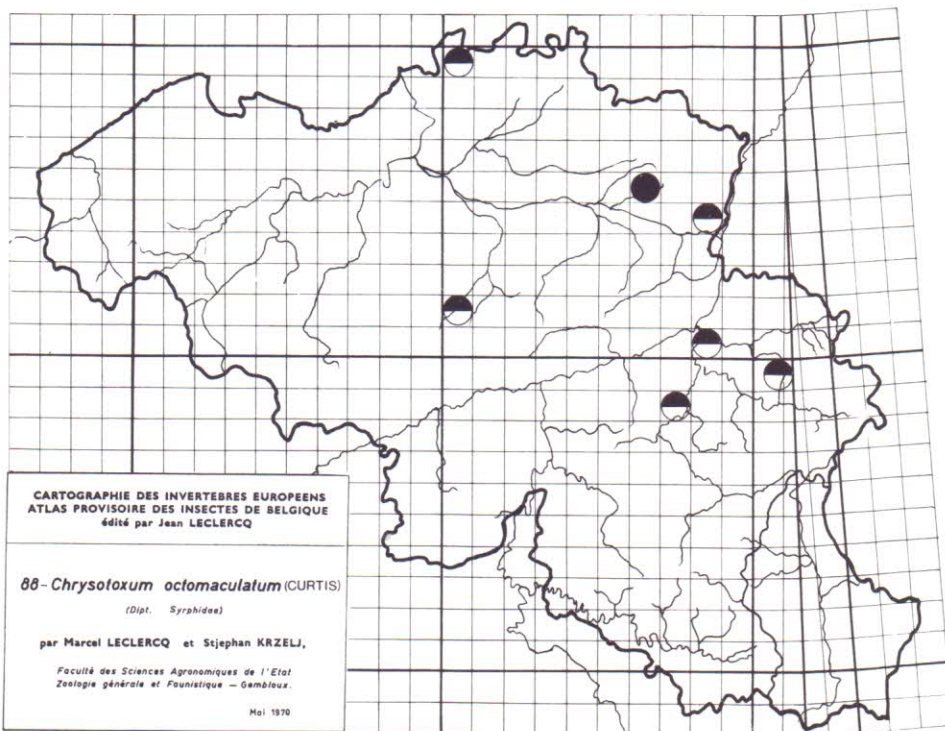 CARTOGRAPHIE DES INVERTEBRES EUROPEENS
ATLAS PROVISOIRE DES INSECTES DE BELGIQUE
édité par Jean LECLERCQ
88-Chrysotoxum octomaculatum (CURTIS)
(Dipt. Syrphidae)
par Marcel LECLERCQ et Stjephan KRZELJ,
Faculté des Sciences Agronomiques de l'Etat
Zoologie générale et Faunistique — Gembloux.
Mai 1970